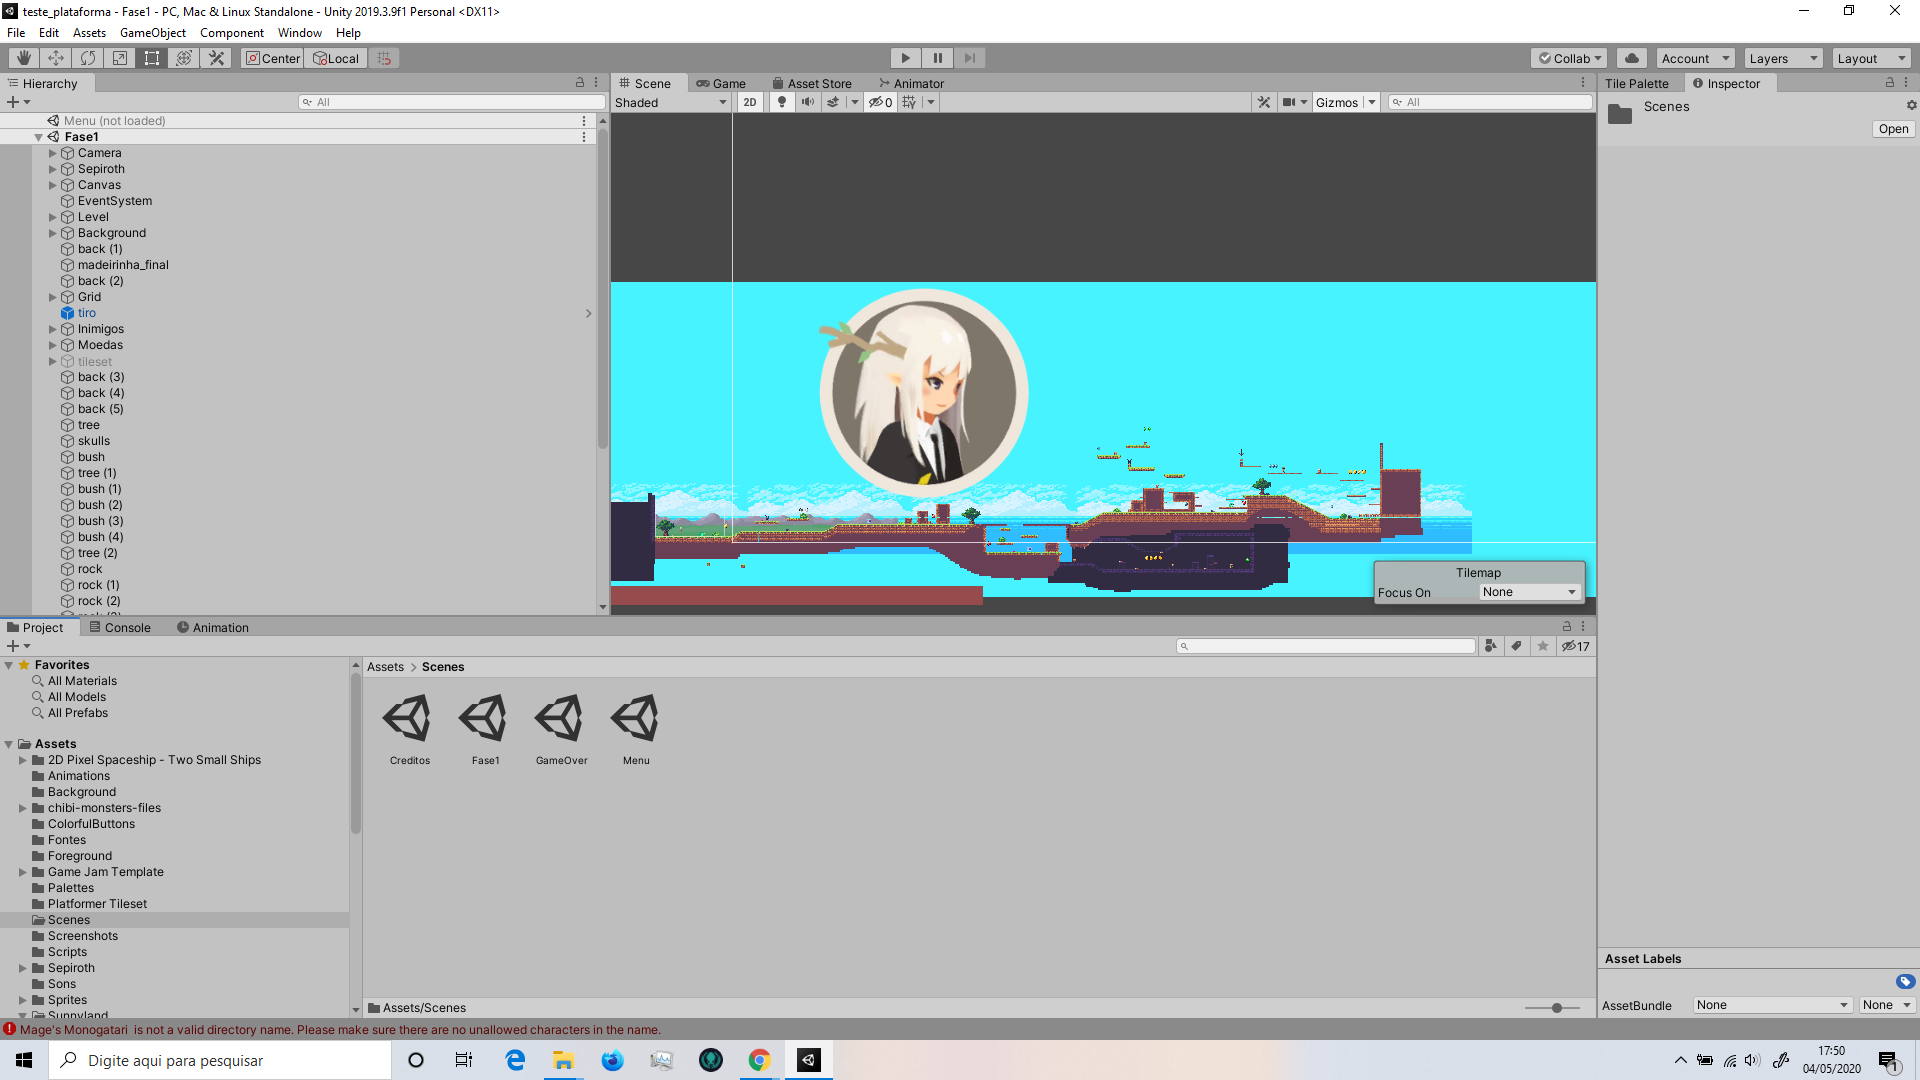 teste_plataforma - Fase1 - PC, Mac & Linux Standalone - Unity 2019.3.9f1 Personal <DX11>
File Edit Assets GameObject Component Window Help
Center Local Collab Account Layers Layout
Hierarchy
All
Menu (not loaded)
Fase1
Camera
Sepiroth
Canvas
EventSystem
Level
Background
back (1)
madeirinha_final
back (2)
Grid
tiro
Inimigos
Moedas
tileset
back (3)
back (4)
back (5)
tree
skulls
bush
tree (1)
bush (1)
bush (2)
bush (3)
bush (4)
tree (2)
rock
rock (1)
rock (2)
Scene Game Asset Store Animator
Shaded 2D 0 Gizmos All
Tilemap
Focus On None
Tile Palette Inspector
Scenes
Open
Project Console Animation
17
Favorites
All Materials
All Models
All Prefabs
Assets
2D Pixel Spaceship - Two Small Ships
Animations
Background
chibi-monsters-files
ColorfulButtons
Fontes
Foreground
Game Jam Template
Palettes
Platformer Tileset
Scenes
Screenshots
Scripts
Sepiroth
Sons
Sprites
Sunnyland
Assets > Scenes
Creditos Fase1 GameOver Menu
Assets/Scenes
Asset Labels
AssetBundle None None
Mage's Monogatari  is not a valid directory name. Please make sure there are no unallowed characters in the name.
Digite aqui para pesquisar
17:50
04/05/2020
1